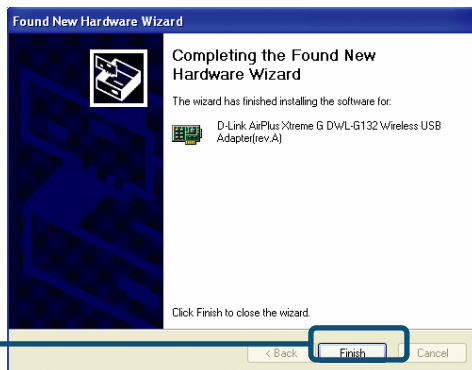 Found New Hardware Wizard
Completing the Found New
Hardware Wizard
The wizard has finished installing the software for:
D-Link AirPlus Xtreme G DWL-G132 Wireless USB
Adapter(rev.A)
Click Finish to close the wizard.
< Back
Finish
Cancel